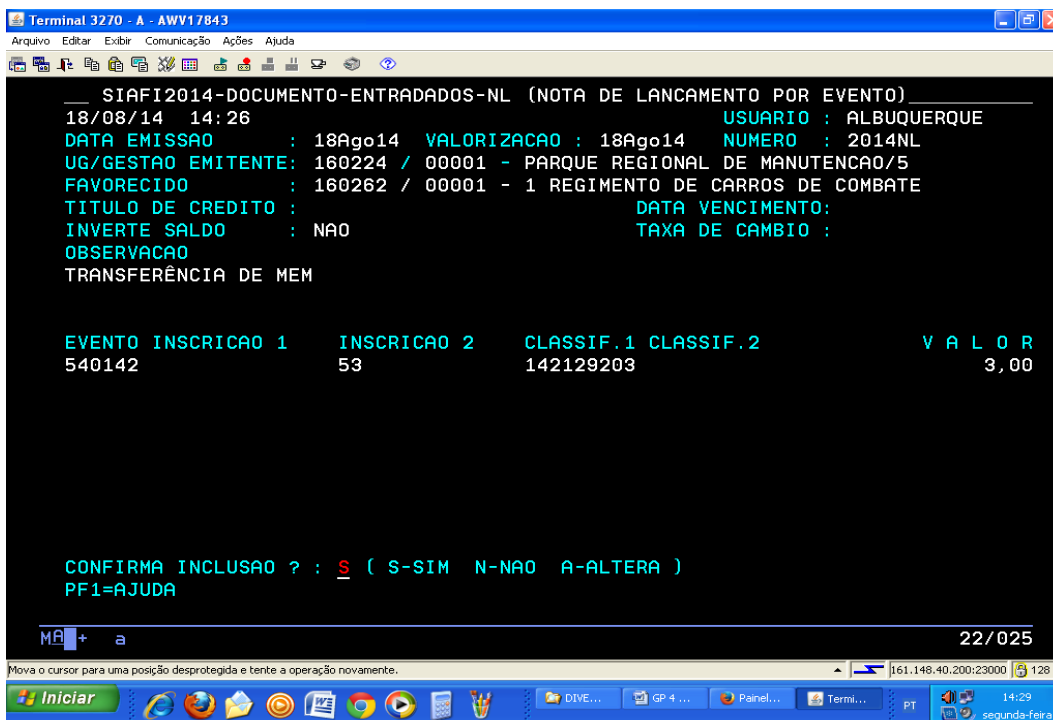 Terminal 3270 - A - AWV17843
Arquivo Editar Exibir Comunicação Ações Ajuda
__ SIAFI2014-DOCUMENTO-ENTRADADOS-NL (NOTA DE LANCAMENTO POR EVENTO)__________
18/08/14 14:26 USUARIO : ALBUQUERQUE
DATA EMISSAO : 18Ago14 VALORIZACAO : 18Ago14 NUMERO : 2014NL
UG/GESTAO EMITENTE: 160224 / 00001 - PARQUE REGIONAL DE MANUTENCAO/5
FAVORECIDO : 160262 / 00001 - 1 REGIMENTO DE CARROS DE COMBATE
TITULO DE CREDITO : DATA VENCIMENTO:
INVERTE SALDO : NAO TAXA DE CAMBIO :
OBSERVACAO
TRANSFERÊNCIA DE MEM
EVENTO INSCRICAO 1 INSCRICAO 2 CLASSIF.1 CLASSIF.2 V A L O R
540142 53 142129203 3,00
CONFIRMA INCLUSAO ? : S ( S-SIM N-NAO A-ALTERA )
PF1=AJUDA
MA + a 22/025
Mova o cursor para uma posição desprotegida e tente a operação novamente. 161.148.40.200:23000 128
Iniciar DIVE... GP 4 ... Painel... Termi... PT 14:29
segunda-feira